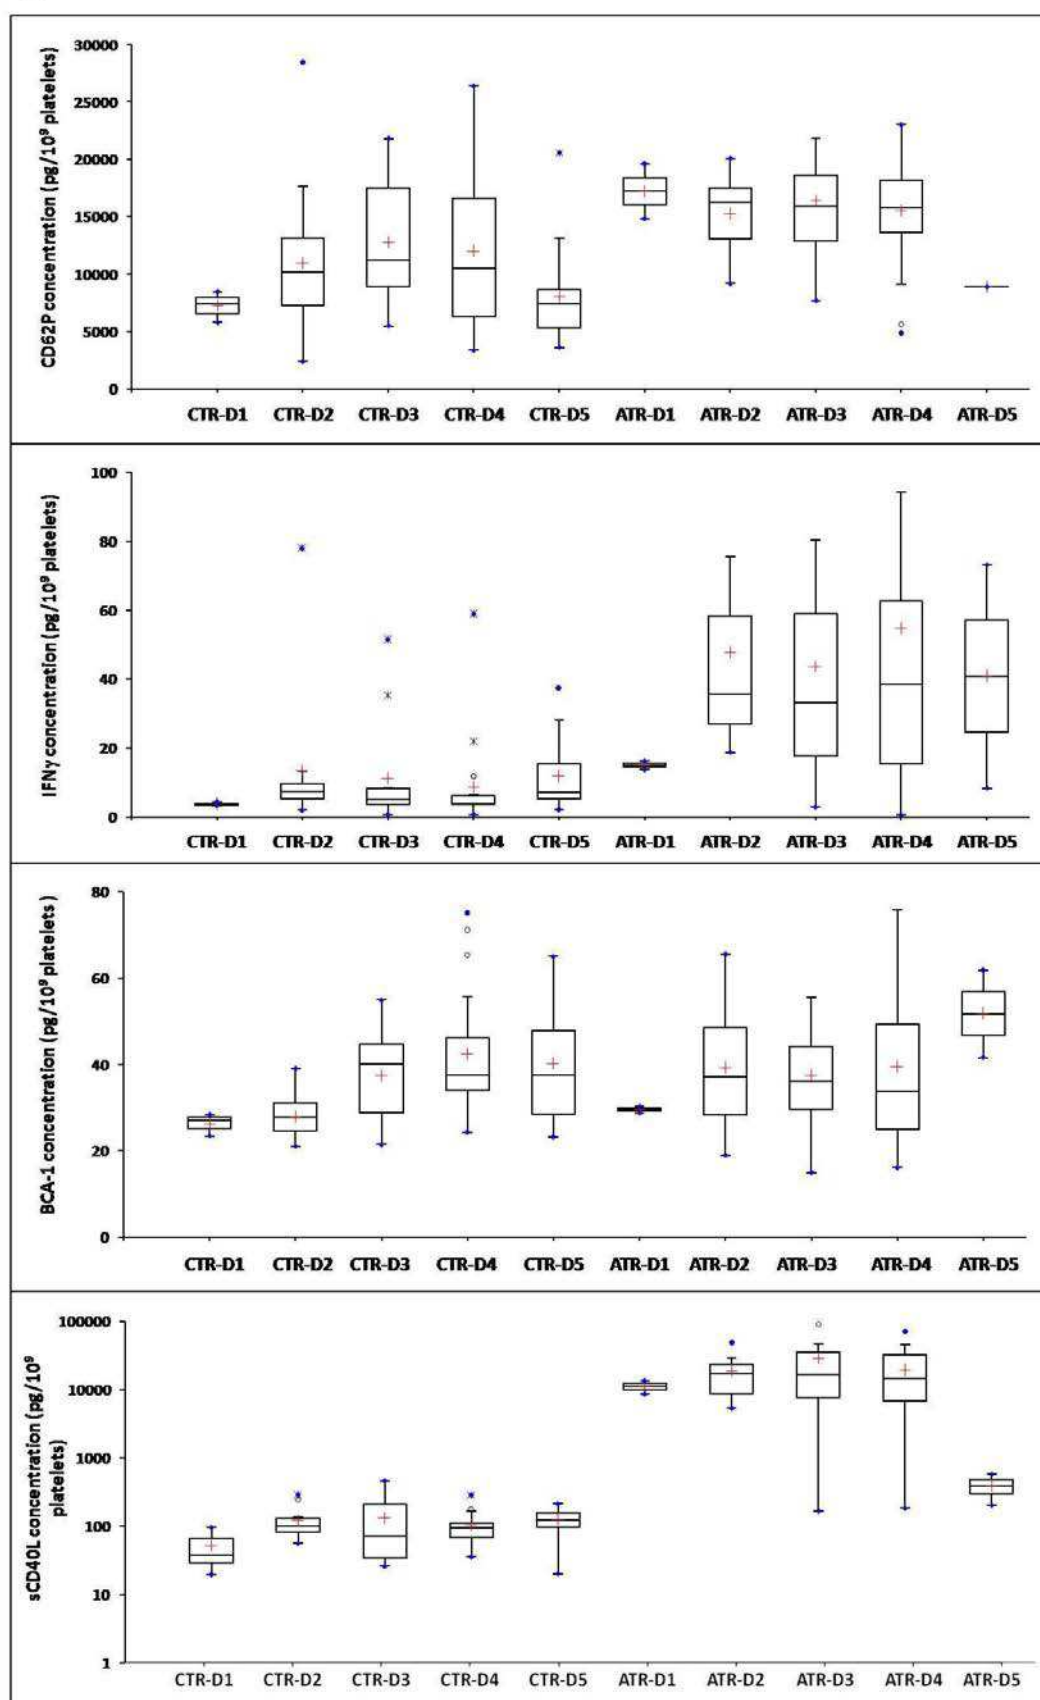 CD62P concentration (pg/10⁹ platelets)
30000
25000
20000
15000
10000
5000
0
CTR-D1 CTR-D2 CTR-D3 CTR-D4 CTR-D5 ATR-D1 ATR-D2 ATR-D3 ATR-D4 ATR-D5
IFNγ concentration (pg/10⁹ platelets)
100
80
60
40
20
0
CTR-D1 CTR-D2 CTR-D3 CTR-D4 CTR-D5 ATR-D1 ATR-D2 ATR-D3 ATR-D4 ATR-D5
BCA-1 concentration (pg/10⁹ platelets)
80
60
40
20
0
CTR-D1 CTR-D2 CTR-D3 CTR-D4 CTR-D5 ATR-D1 ATR-D2 ATR-D3 ATR-D4 ATR-D5
sCD40L concentration (pg/10⁹
platelets)
100000
10000
1000
100
10
1
CTR-D1 CTR-D2 CTR-D3 CTR-D4 CTR-D5 ATR-D1 ATR-D2 ATR-D3 ATR-D4 ATR-D5